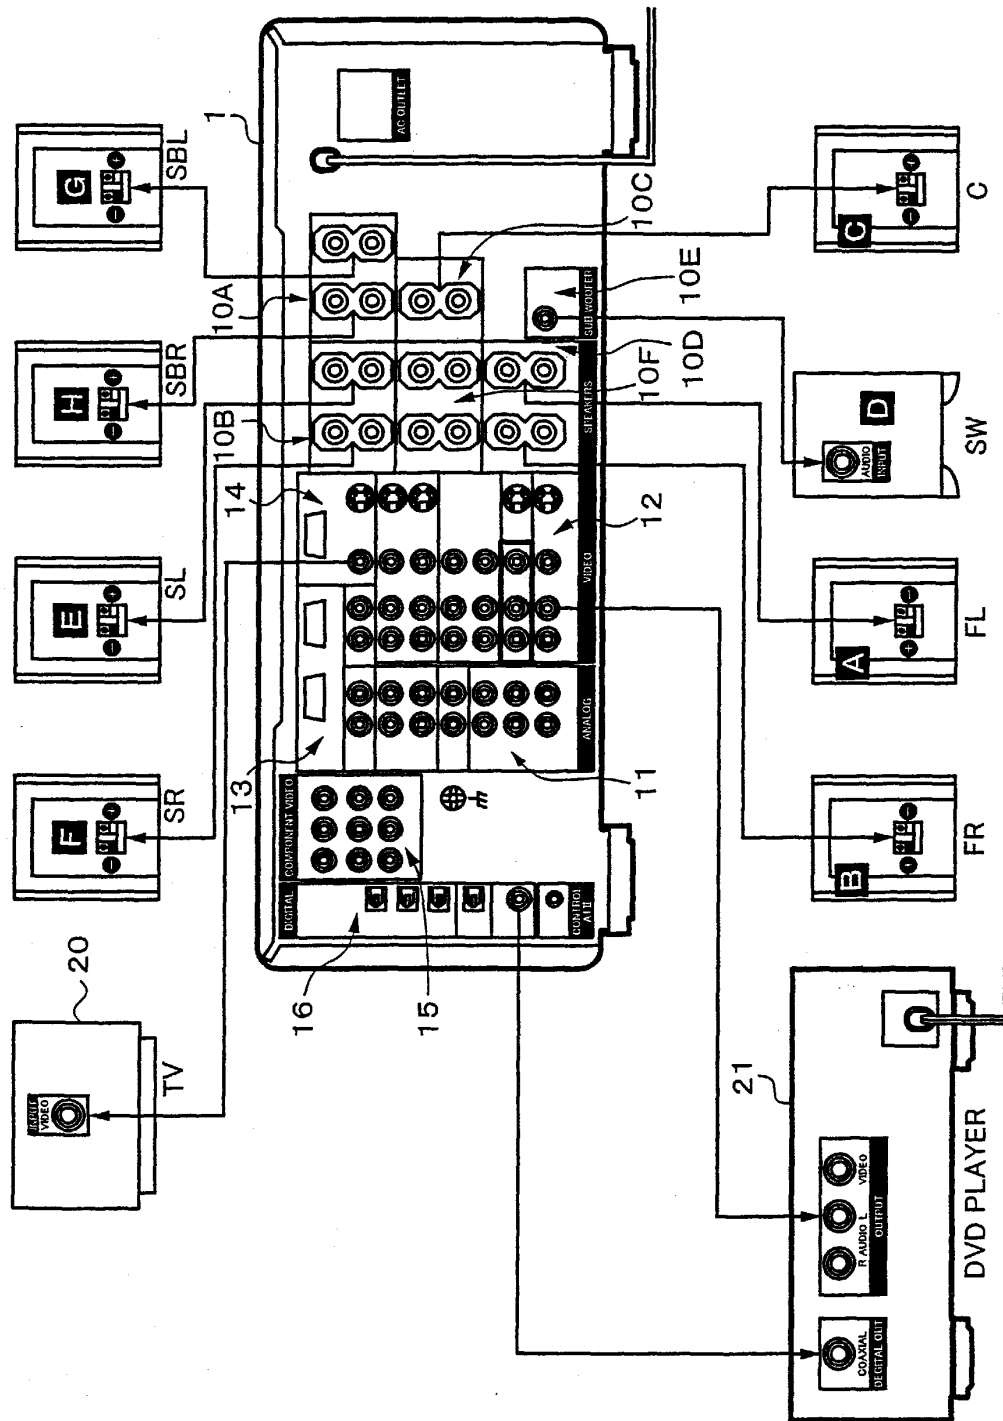 20
TV
INPUT
VIDEO
F
SR
E
SL
H
SBR
G
SBL
1
16
15
13
11
14
12
10B
10A
10F
10D
10E
10C
DIGITAL
COMPONENT VIDEO
CONTROL
ANALOG
VIDEO
SPEAKERS
SUB WOOFER
AC OUTLET
21
COAXIAL
DEGITAL OUT
R AUDIO L
VIDEO
OUTPUT
DVD PLAYER
B
FR
A
FL
AUDIO
INPUT
D
SW
C
C